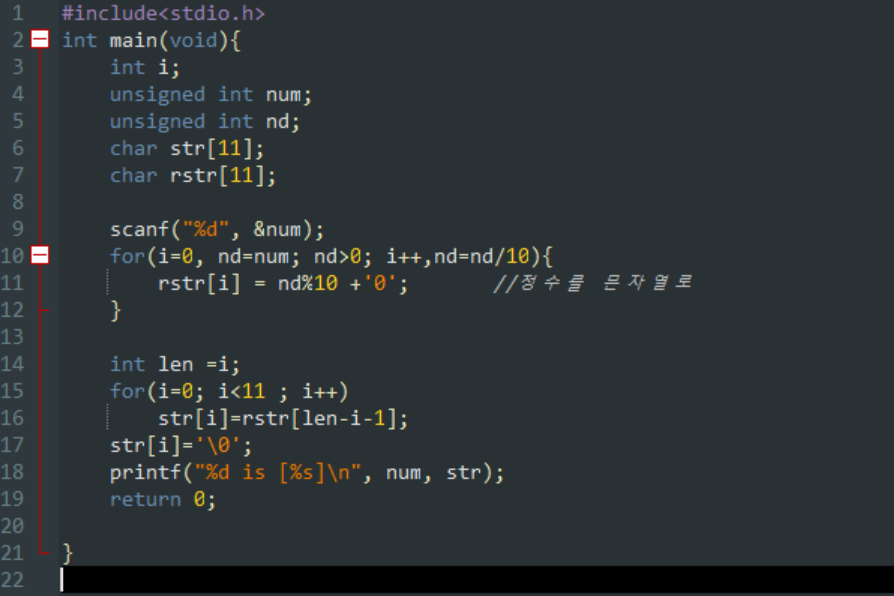 1 #include<stdio.h>
2 int main(void){
3 int i;
4 unsigned int num;
5 unsigned int nd;
6 char str[11];
7 char rstr[11];
8
9 scanf("%d", &num);
10 for(i=0, nd=num; nd>0; i++,nd=nd/10){
11 rstr[i] = nd%10 +'0'; //정수를 문자열로
12 }
13
14 int len =i;
15 for(i=0; i<11 ; i++)
16 str[i]=rstr[len-i-1];
17 str[i]='\0';
18 printf("%d is [%s]\n", num, str);
19 return 0;
20
21 }
22